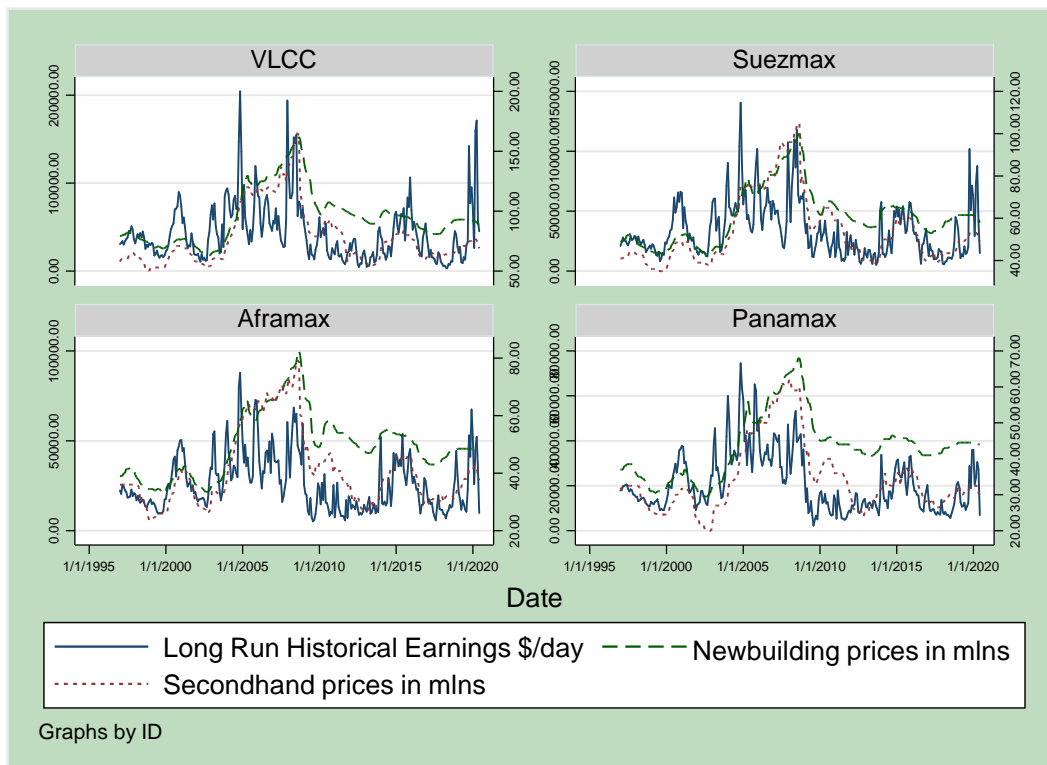 VLCC
Suezmax
200000.00
100000.00
0.00
200.00
150.00
100.00
50.00
150000.00
100000.00
50000.00
0.00
120.00
100.00
80.00
60.00
40.00
Aframax
Panamax
100000.00
50000.00
0.00
80.00
60.00
40.00
20.00
20000.00
0.00
70.00
60.00
50.00
40.00
30.00
20.00
1/1/1995 1/1/2000 1/1/2005 1/1/2010 1/1/2015 1/1/2020
1/1/1995 1/1/2000 1/1/2005 1/1/2010 1/1/2015 1/1/2020
Date
Long Run Historical Earnings $/day
Newbuilding prices in mlns
Secondhand prices in mlns
Graphs by ID